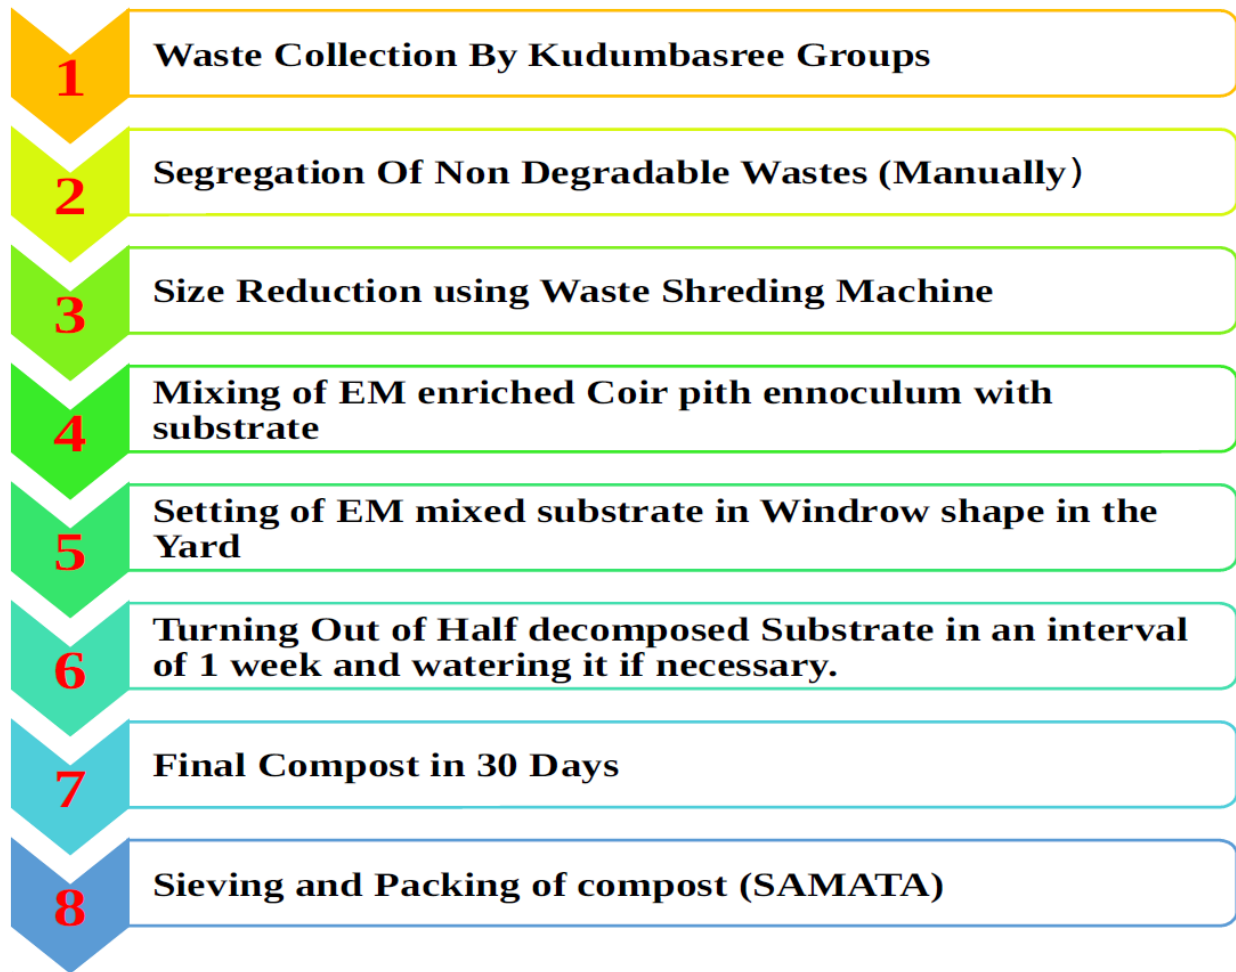 1
Waste Collection By Kudumbasree Groups
2
Segregation Of Non Degradable Wastes (Manually)
3
Size Reduction using Waste Shreding Machine
4
Mixing of EM enriched Coir pith ennoculum with
substrate
5
Setting of EM mixed substrate in Windrow shape in the
Yard
6
Turning Out of Half decomposed Substrate in an interval
of 1 week and watering it if necessary.
7
Final Compost in 30 Days
8
Sieving and Packing of compost (SAMATA)